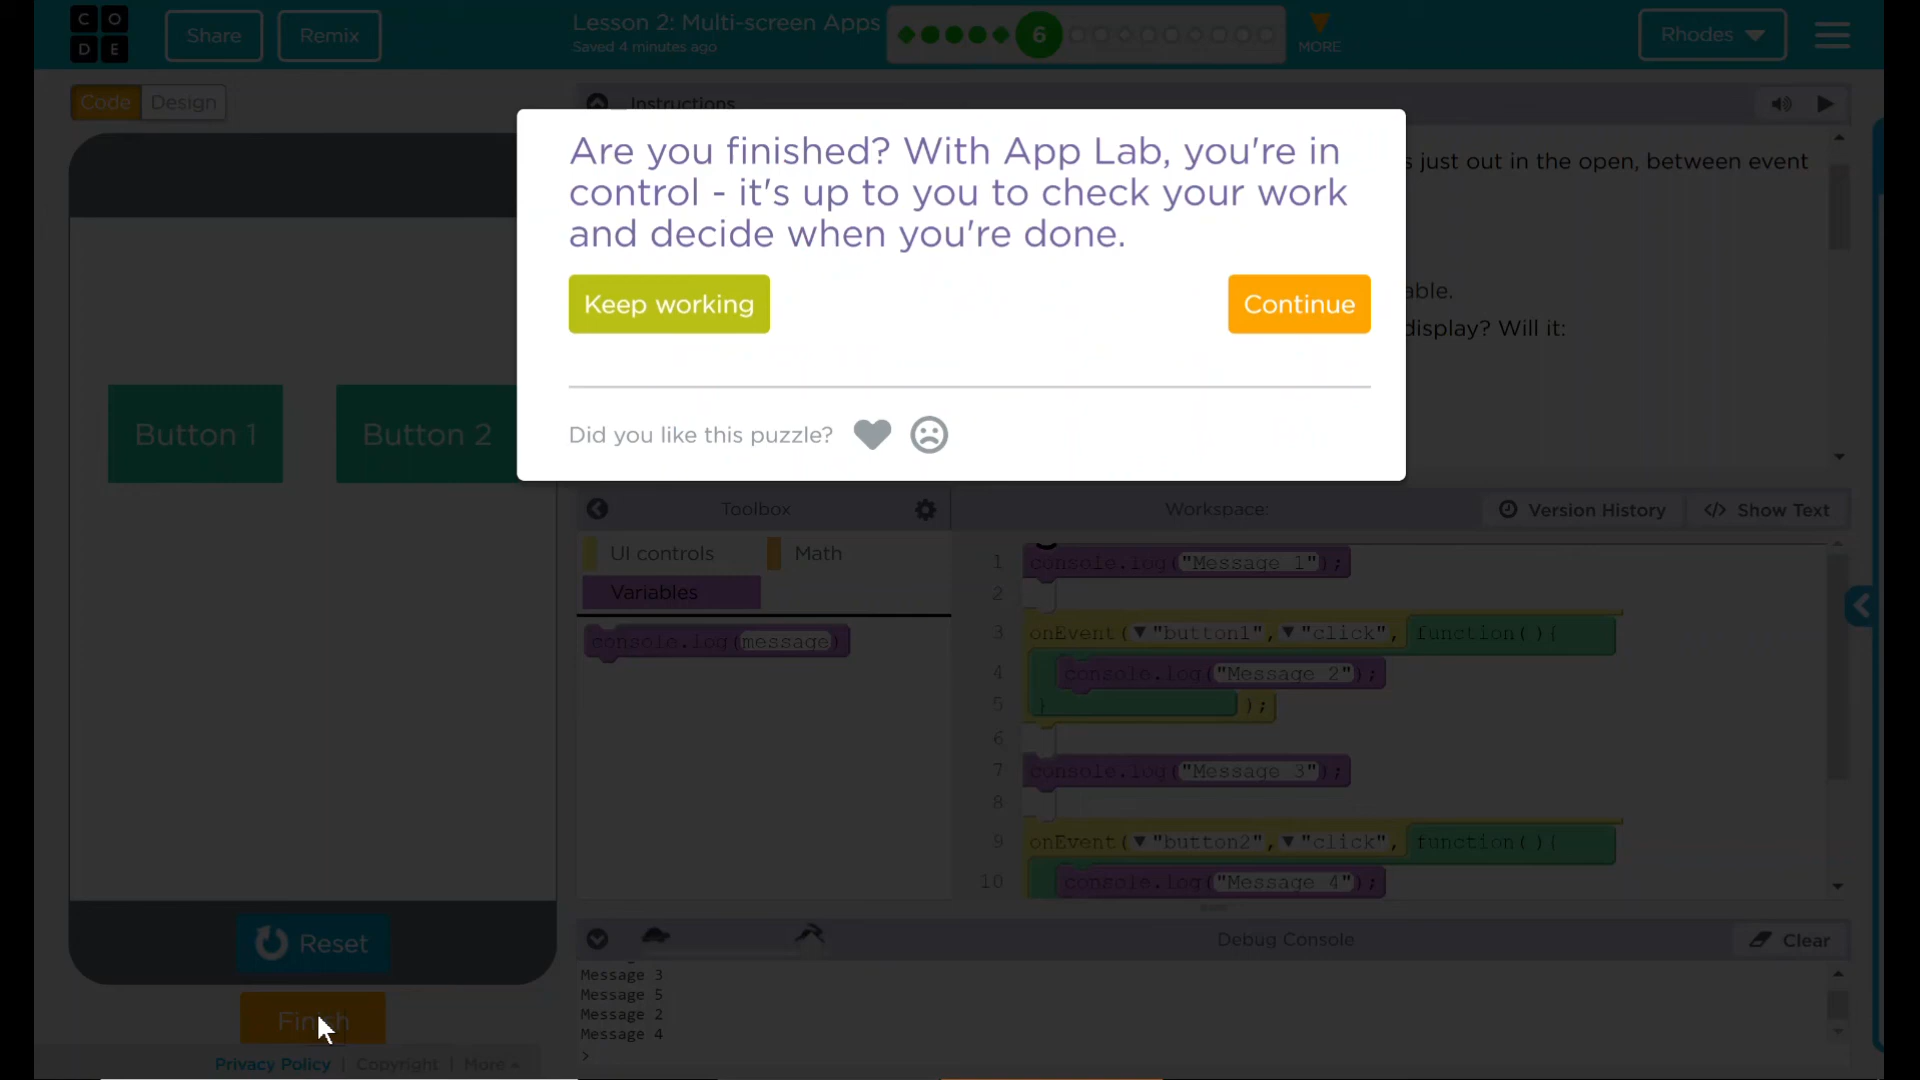 C O
D E
Share
Remix
Lesson 2: Multi-screen Apps
Saved 4 minutes ago
6
MORE
Rhodes
Code
Design
Instructions
Are you finished? With App Lab, you're in
control - it's up to you to check your work
and decide when you're done.
Keep working
Continue
Did you like this puzzle?
s just out in the open, between event
able.
display? Will it:
Button 1
Button 2
Toolbox
Workspace:
Version History
Show Text
UI controls
Math
Variables
console.log(message)
1 console.log("Message 1");
2
3 onEvent(▼"button1",▼"click", function(){
4 console.log("Message 2");
5 } );
6
7 console.log("Message 3");
8
9 onEvent(▼"button2",▼"click", function(){
10 console.log("Message 4");
Reset
Finish
Debug Console
Clear
Message 3
Message 5
Message 2
Message 4
>
Privacy Policy | Copyright | More